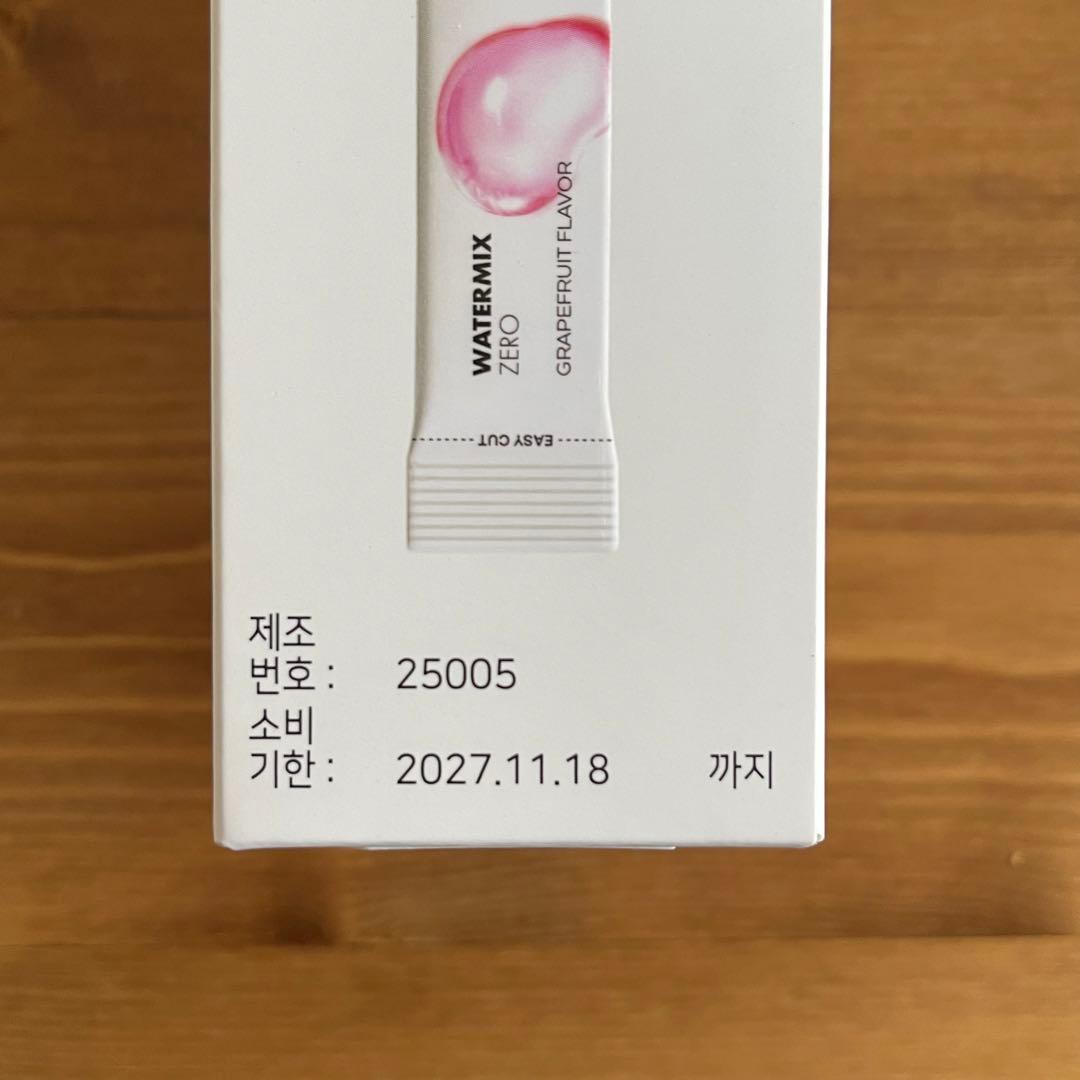 WATERMIX
ZERO
GRAPEFRUIT FLAVOR
EASY CUT
제조
번호 : 25005
소비
기한 : 2027.11.18 까지